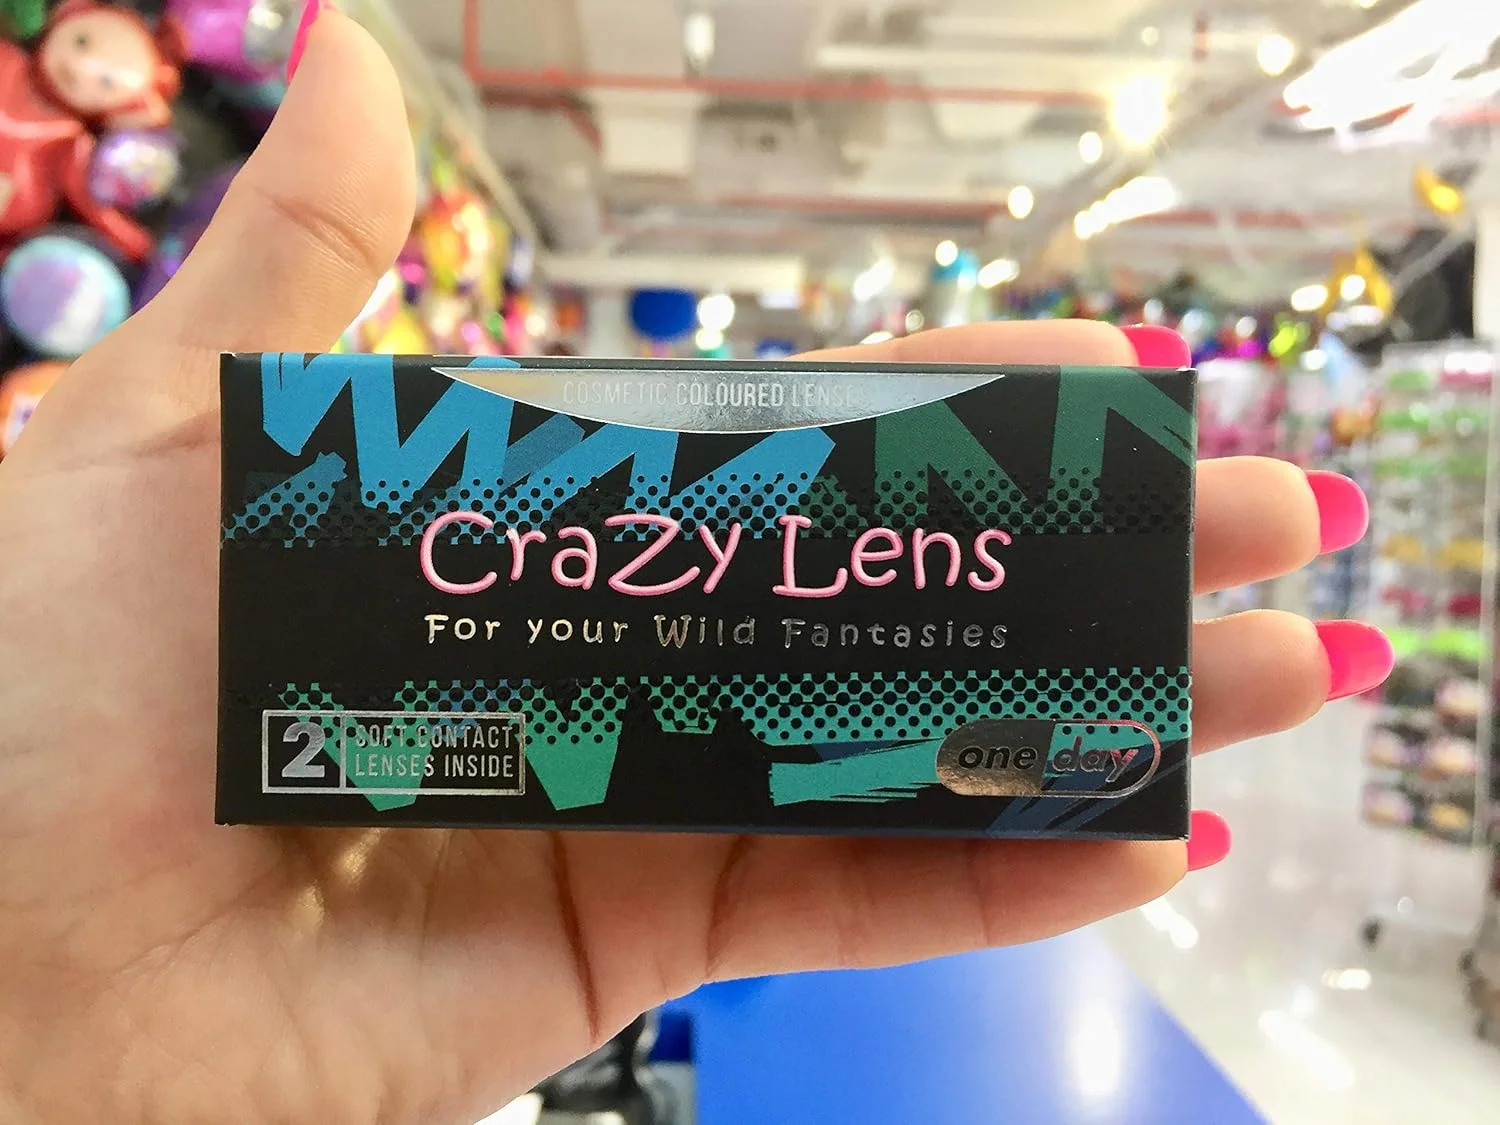 COSMETIC COLOURED LENSES
Crazy Lens
For your Wild Fantasies
2 SOFT CONTACT
LENSES INSIDE
one day